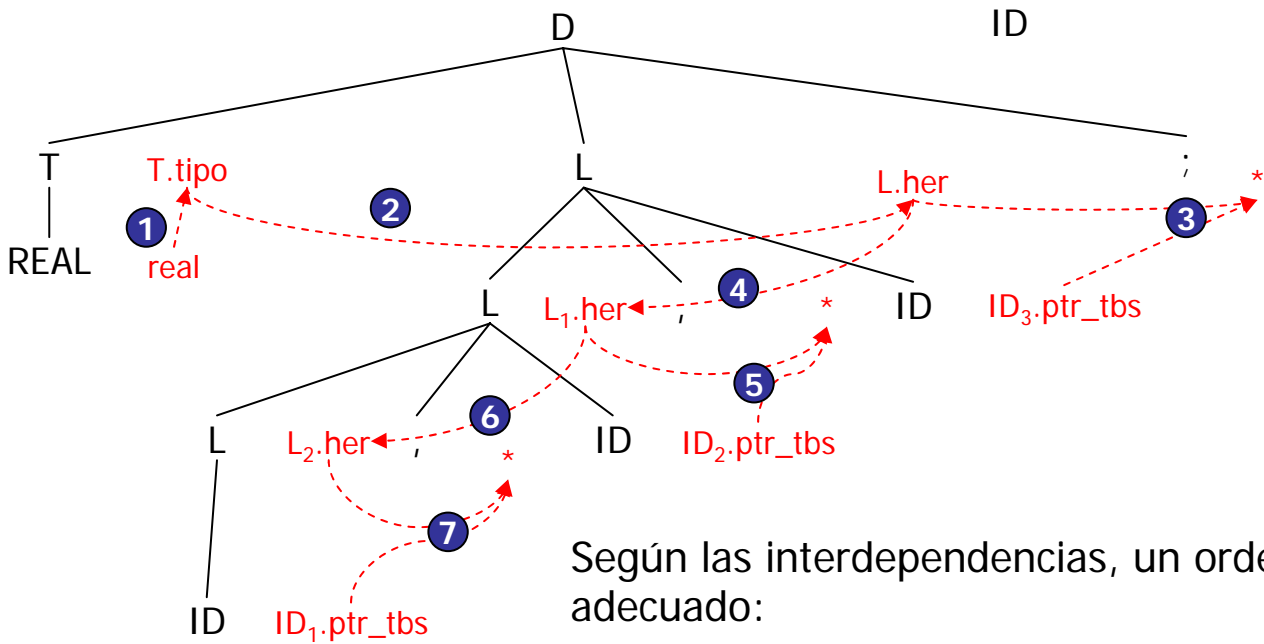 D
ID
T
T.tipo
L
L.her
;
*
1
2
3
REAL
real
L
L₁.her
4
,
*
ID
ID₃.ptr_tbs
5
L
L₂.her
6
,
*
ID
ID₂.ptr_tbs
7
Según las interdependencias, un orde
adecuado:
ID
ID₁.ptr_tbs